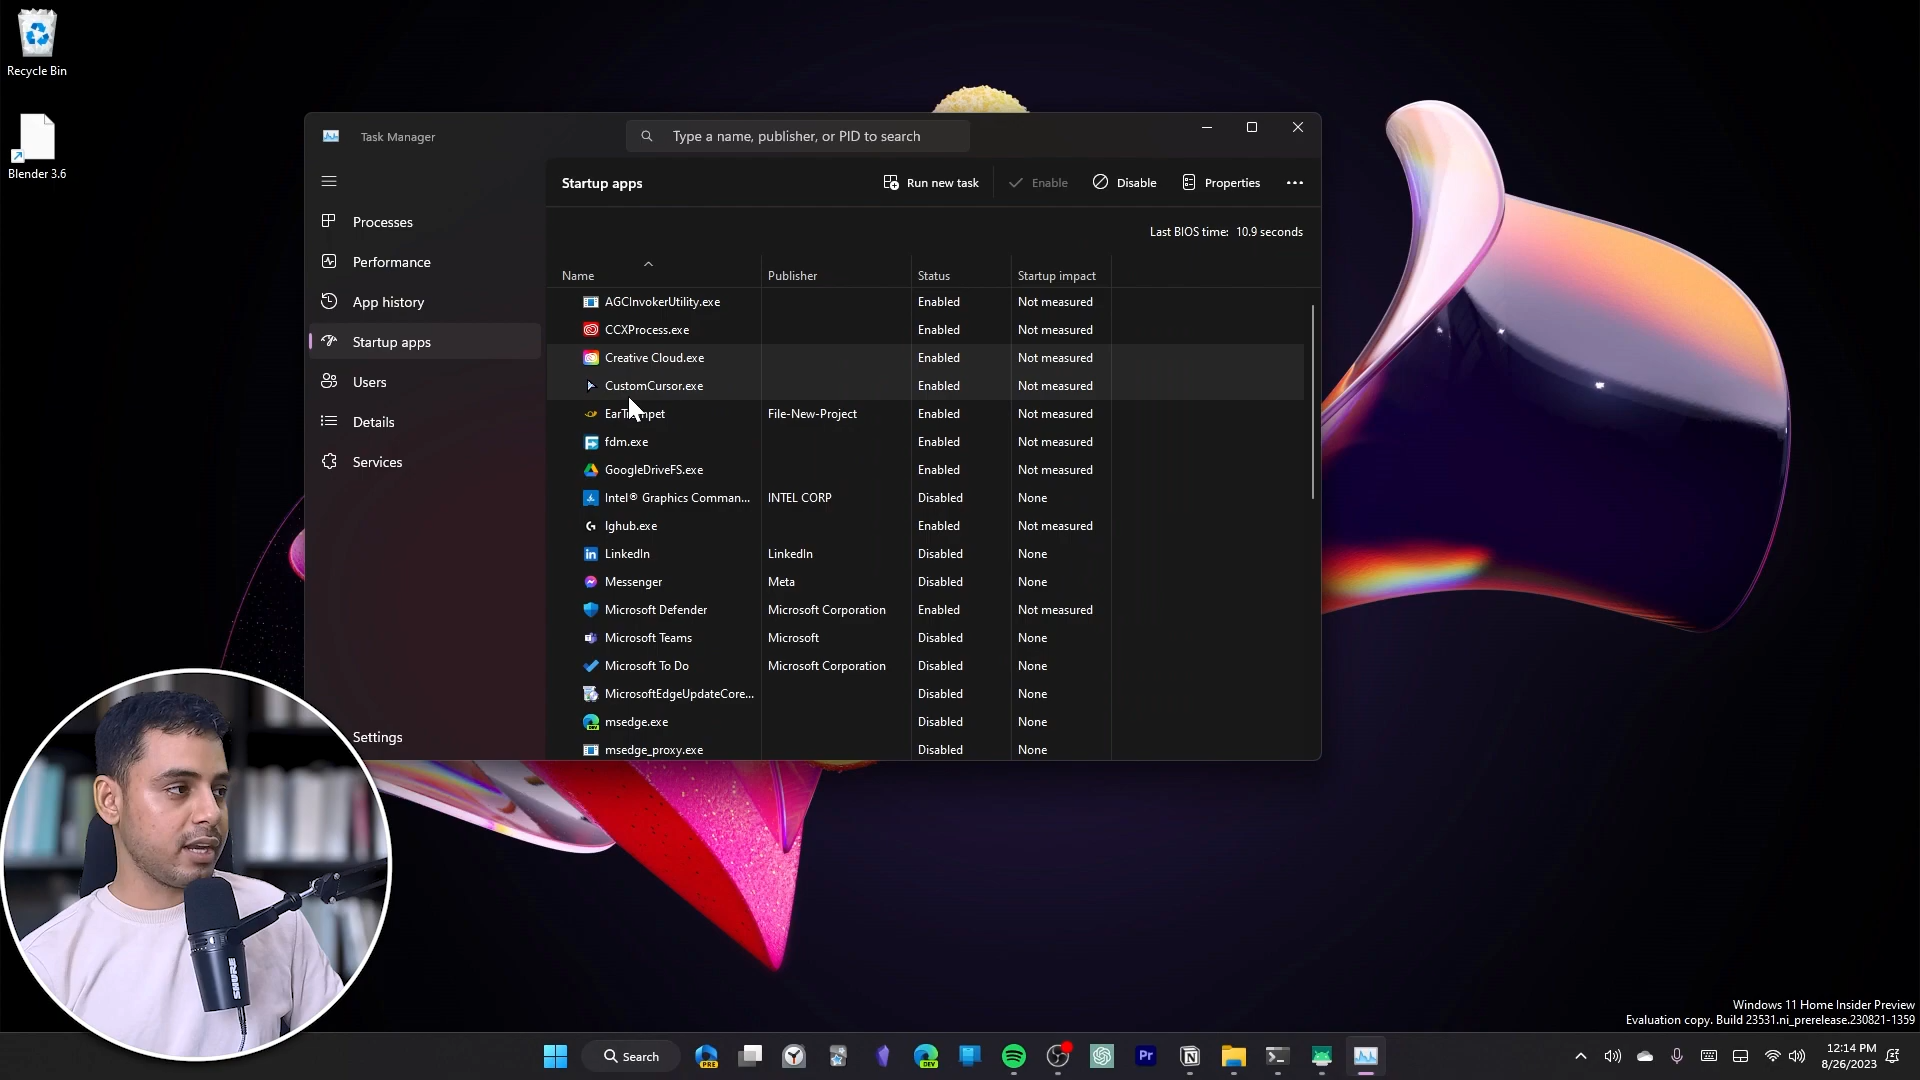 Recycle Bin
Blender 3.6
Task Manager
Type a name, publisher, or PID to search
Startup apps
Run new task
Enable
Disable
Properties
Last BIOS time: 10.9 seconds
Processes
Performance
App history
Startup apps
Users
Details
Services
Settings
Name Publisher Status Startup impact
AGCInvokerUtility.exe Enabled Not measured
CCXProcess.exe Enabled Not measured
Creative Cloud.exe Enabled Not measured
CustomCursor.exe Enabled Not measured
EarTrumpet File-New-Project Enabled Not measured
fdm.exe Enabled Not measured
GoogleDriveFS.exe Enabled Not measured
Intel® Graphics Comman... INTEL CORP Disabled None
lghub.exe Enabled Not measured
LinkedIn LinkedIn Disabled None
Messenger Meta Disabled None
Microsoft Defender Microsoft Corporation Enabled Not measured
Microsoft Teams Microsoft Disabled None
Microsoft To Do Microsoft Corporation Disabled None
MicrosoftEdgeUpdateCore... Disabled None
msedge.exe Disabled None
msedge_proxy.exe Disabled None
SHURE
Windows 11 Home Insider Preview
Evaluation copy. Build 23531.ni_prerelease.230821-1359
Search
PRE
DEV
Pr
12:14 PM
8/26/2023